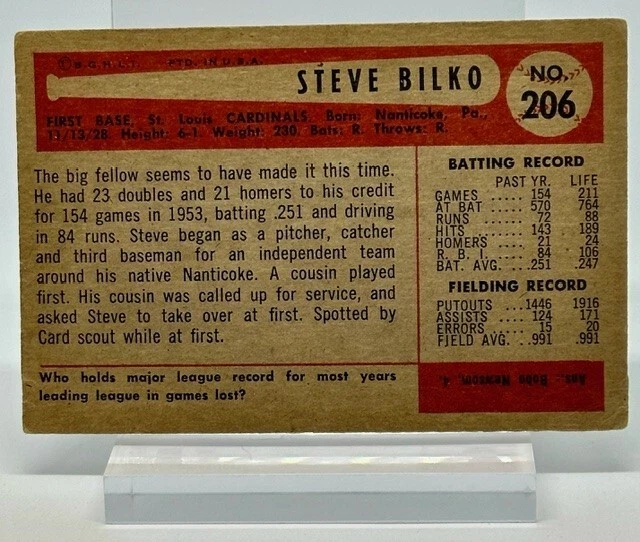 © B.G.H.L.I. PTD. IN U.S.A.
STEVE BILKO
NO.
206
FIRST BASE, St. Louis CARDINALS. Born: Nanticoke, Pa.,
11/13/28. Height: 6-1. Weight: 230. Bats: R. Throws: R.
The big fellow seems to have made it this time.
He had 23 doubles and 21 homers to his credit
for 154 games in 1953, batting .251 and driving
in 84 runs. Steve began as a pitcher, catcher
and third baseman for an independent team
around his native Nanticoke. A cousin played
first. His cousin was called up for service, and
asked Steve to take over at first. Spotted by
Card scout while at first.
Who holds major league record for most years
leading league in games lost?
BATTING RECORD
PAST YR. LIFE
GAMES ..... 154 211
AT BAT ..... 570 764
RUNS ..... 72 88
HITS ..... 143 189
HOMERS .... 21 24
R. B. I. .... 84 106
BAT. AVG. ...251 .247
FIELDING RECORD
PUTOUTS ...1446 1916
ASSISTS .... 124 171
ERRORS .... 15 20
FIELD AVG. ..991 .991
Ans - Bobo Newsom, 4.